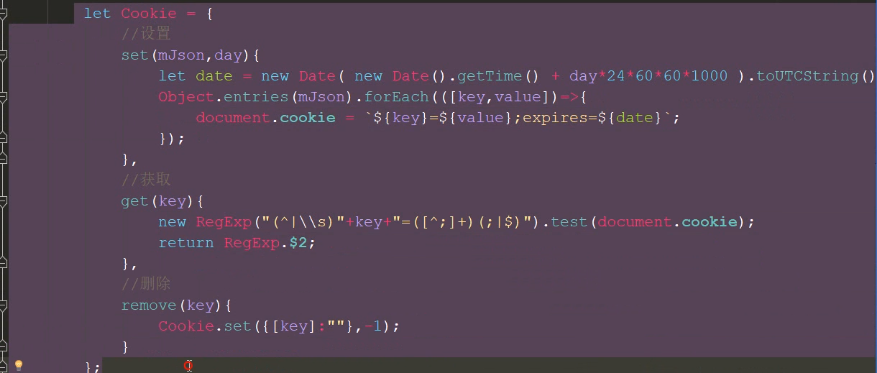 let Cookie = {
//设置
set(mJson,day){
let date = new Date( new Date().getTime() + day*24*60*60*1000 ).toUTCString()
Object.entries(mJson).forEach(([key,value])=>{
document.cookie = `${key}=${value};expires=${date}`;
});
},
//获取
get(key){
new RegExp("(^|\\s)"+key+"=([^;]+)(;|$)").test(document.cookie);
return RegExp.$2;
},
//删除
remove(key){
Cookie.set({[key]:""},-1);
}
};